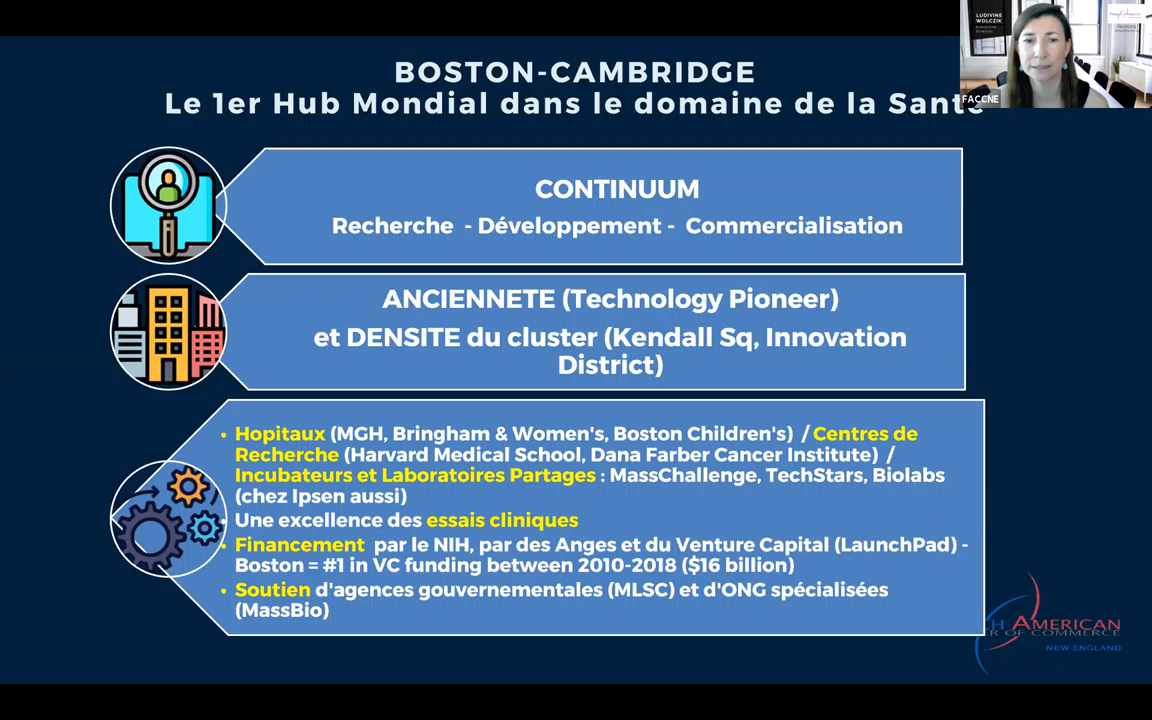 BOSTON-CAMBRIDGE
Le 1er Hub Mondial dans le domaine de la Sante
LUDIVINE
WOLCZIK
FACCNE
CONTINUUM
Recherche - Développement - Commercialisation
ANCIENNETE (Technology Pioneer)
et DENSITE du cluster (Kendall Sq, Innovation
District)
• Hopitaux (MGH, Bringham & Women's, Boston Children's) / Centres de
Recherche (Harvard Medical School, Dana Farber Cancer Institute) /
Incubateurs et Laboratoires Partages : MassChallenge, TechStars, Biolabs
(chez Ipsen aussi)
• Une excellence des essais cliniques
• Financement par le NIH, par des Anges et du Venture Capital (LaunchPad) -
Boston = #1 in VC funding between 2010-2018 ($16 billion)
• Soutien d'agences gouvernementales (MLSC) et d'ONG spécialisées
(MassBio)
CH AMERICAN
ER OF COMMERCE
NEW ENGLAND